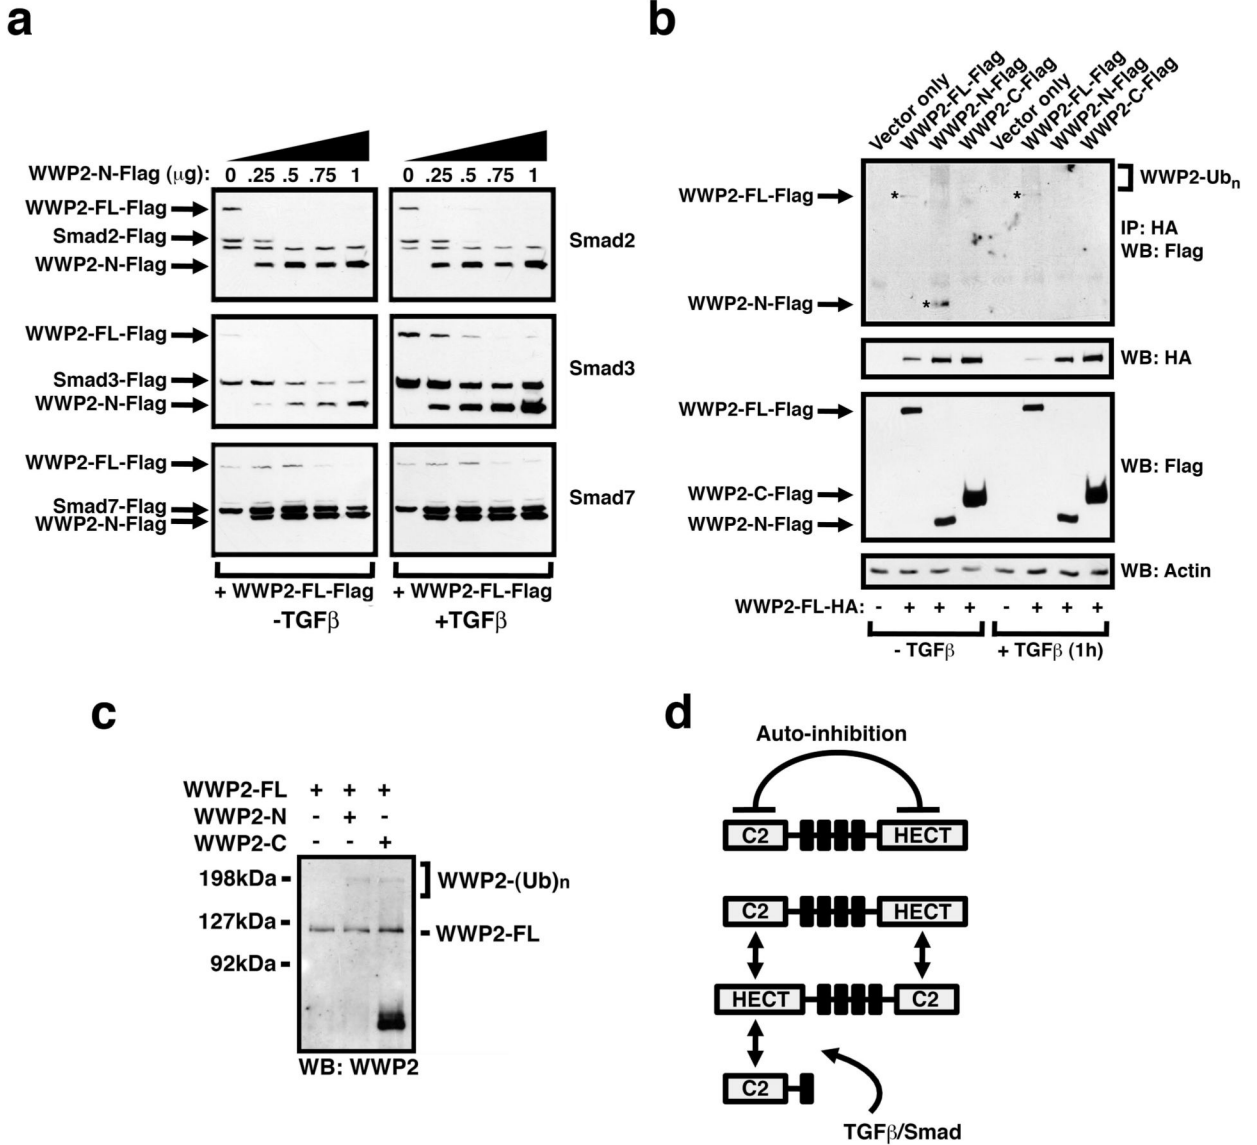 a
WWP2-N-Flag (µg): 0 .25 .5 .75 1 0 .25 .5 .75 1
WWP2-FL-Flag
Smad2-Flag
WWP2-N-Flag
Smad2
WWP2-FL-Flag
Smad3-Flag
WWP2-N-Flag
Smad3
WWP2-FL-Flag
Smad7-Flag
WWP2-N-Flag
Smad7
+ WWP2-FL-Flag + WWP2-FL-Flag
-TGFβ +TGFβ
b
Vector only
WWP2-FL-Flag
WWP2-N-Flag
WWP2-C-Flag
Vector only
WWP2-FL-Flag
WWP2-N-Flag
WWP2-C-Flag
WWP2-FL-Flag
* *
WWP2-Ubn
IP: HA
WB: Flag
WWP2-N-Flag
*
WB: HA
WWP2-FL-Flag
WB: Flag
WWP2-C-Flag
WWP2-N-Flag
WB: Actin
WWP2-FL-HA: - + + + - + + +
- TGFβ + TGFβ (1h)
c
WWP2-FL + + +
WWP2-N - + -
WWP2-C - - +
198kDa
WWP2-(Ub)n
127kDa
WWP2-FL
92kDa
WB: WWP2
d
Auto-inhibition
C2 HECT
C2 HECT
HECT C2
C2
TGFβ/Smad